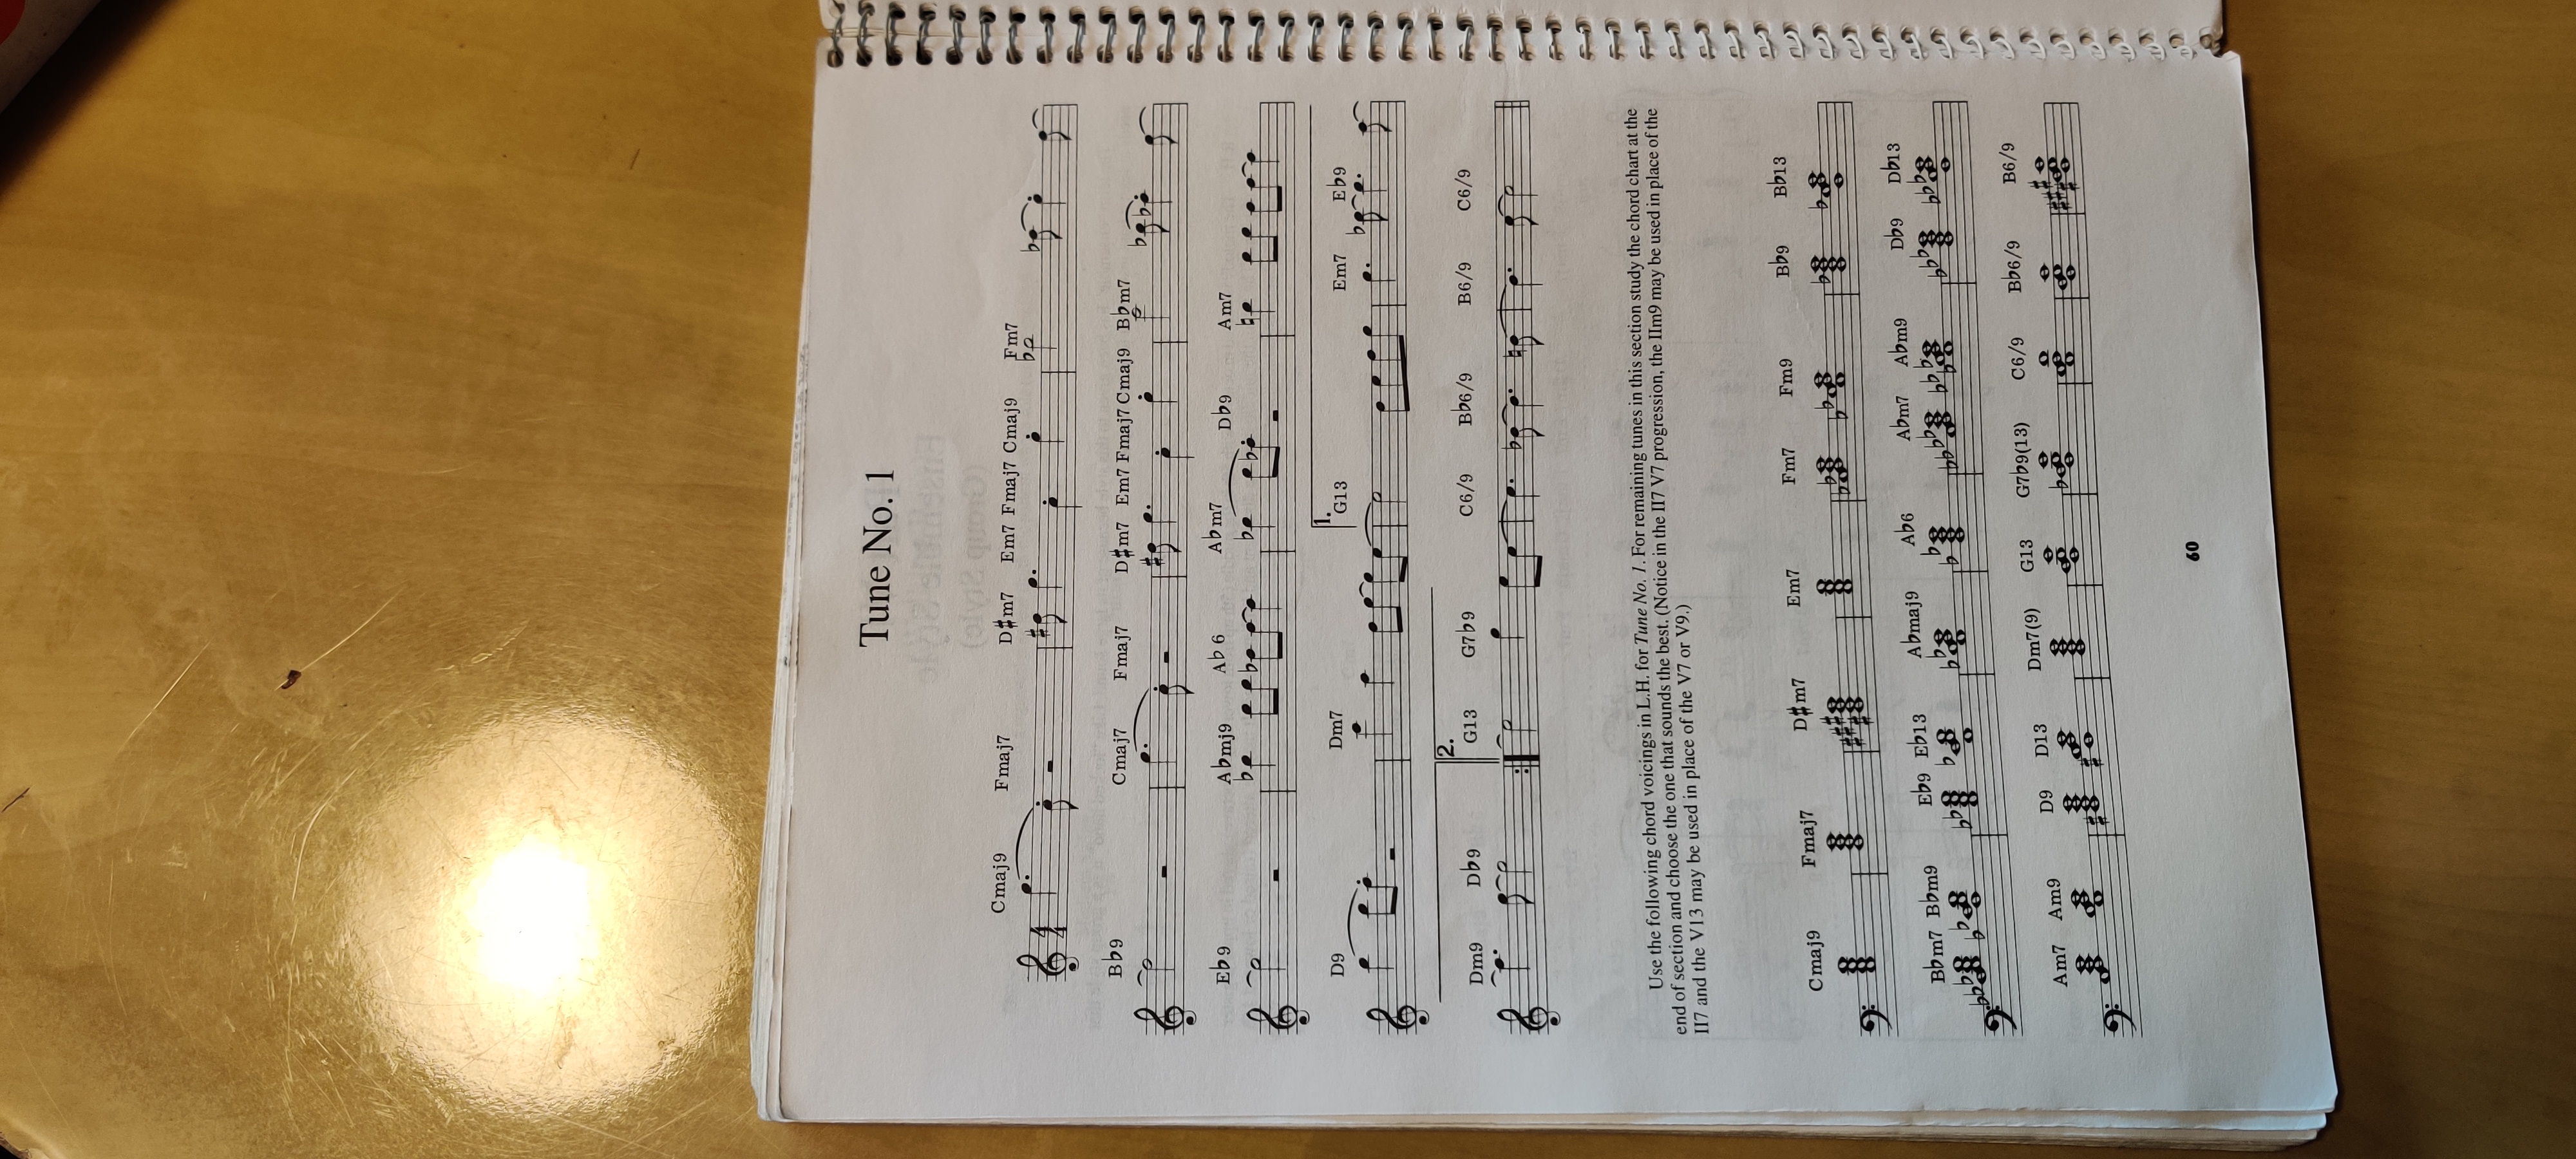 Tune No. 1
Cmaj9 Fmaj7 D♯m7 Em7 Fmaj7 Cmaj9 Fm7
4
4
B♭9 Cmaj7 Fmaj7 D♯m7 Em7 Fmaj7 Cmaj9 B♭m7
E♭9 A♭mj9 A♭6 A♭m7 D♭9 Am7
D9 Dm7 1. G13 Em7 E♭9
2.
Dm9 D♭9 G13 G7♭9 C6/9 B♭6/9 B6/9 C6/9
Use the following chord voicings in L.H. for Tune No. 1. For remaining tunes in this section study the chord chart at the
end of section and choose the one that sounds the best. (Notice in the II7 V7 progression, the IIm9 may be used in place of the
II7 and the V13 may be used in place of the V7 or V9.)
Cmaj9 Fmaj7 D♯m7 Em7 Fm7 Fm9 B♭9 B♭13
B♭m7 B♭m9 E♭9 E♭13 A♭maj9 A♭6 A♭m7 A♭m9 D♭9 D♭13
Am7 Am9 D9 D13 Dm7(9) G13 G7♭9(13) C6/9 B♭6/9 B6/9
60